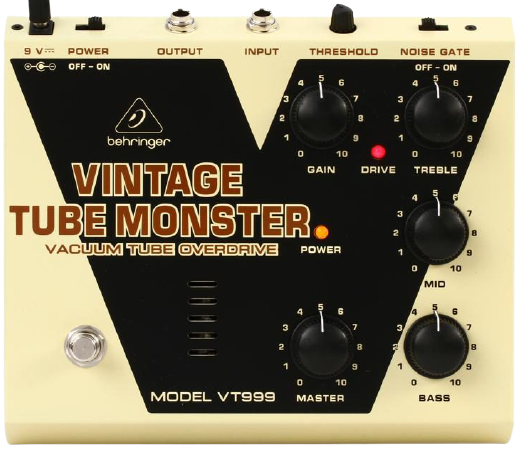 9 V⎓
POWER
OUTPUT
INPUT
THRESHOLD
NOISE GATE
OFF - ON
OFF - ON
behringer
0 1 2 3 4 5 6 7 8 9 10
GAIN
DRIVE
0 1 2 3 4 5 6 7 8 9 10
TREBLE
VINTAGE
TUBE MONSTER
VACUUM TUBE OVERDRIVE
POWER
0 1 2 3 4 5 6 7 8 9 10
MID
0 1 2 3 4 5 6 7 8 9 10
MASTER
0 1 2 3 4 5 6 7 8 9 10
BASS
MODEL VT999